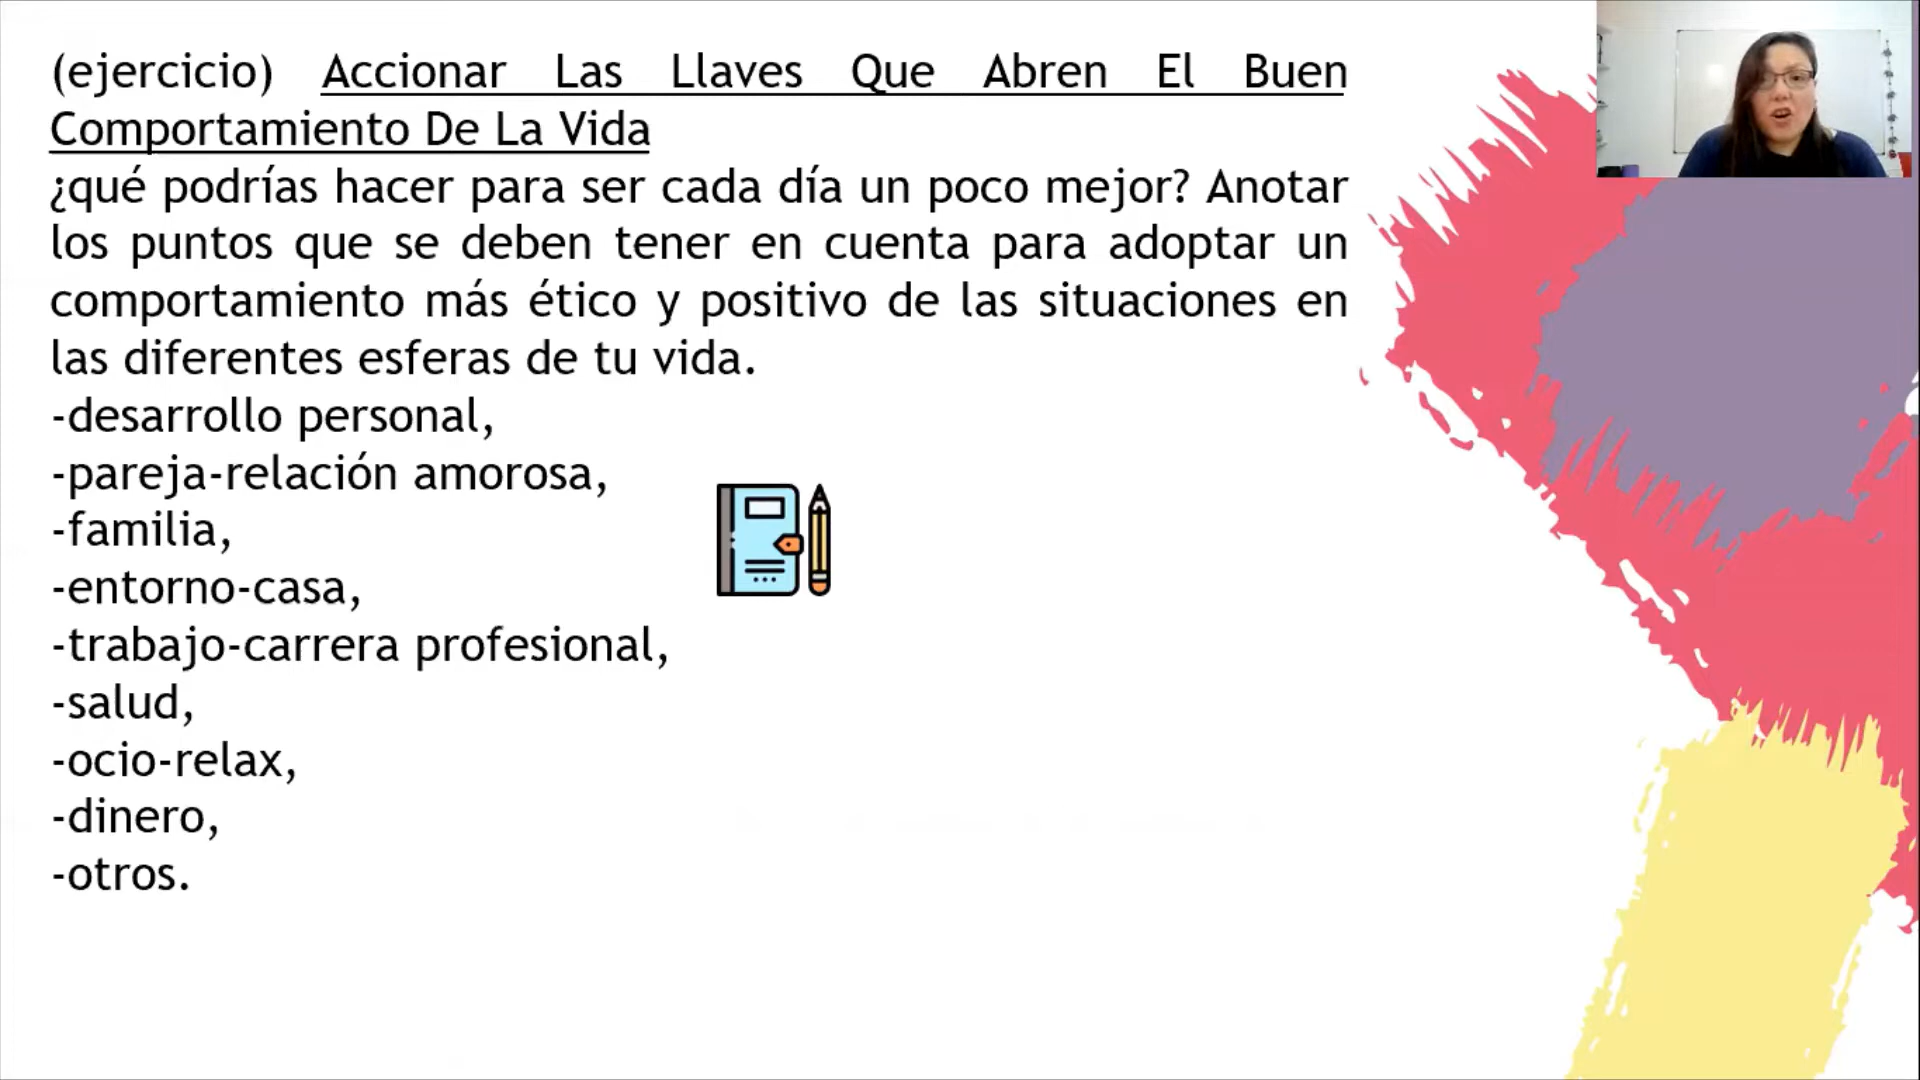 (ejercicio) Accionar Las Llaves Que Abren El Buen
Comportamiento De La Vida
¿qué podrías hacer para ser cada día un poco mejor? Anotar
los puntos que se deben tener en cuenta para adoptar un
comportamiento más ético y positivo de las situaciones en
las diferentes esferas de tu vida.
-desarrollo personal,
-pareja-relación amorosa,
-familia,
-entorno-casa,
-trabajo-carrera profesional,
-salud,
-ocio-relax,
-dinero,
-otros.